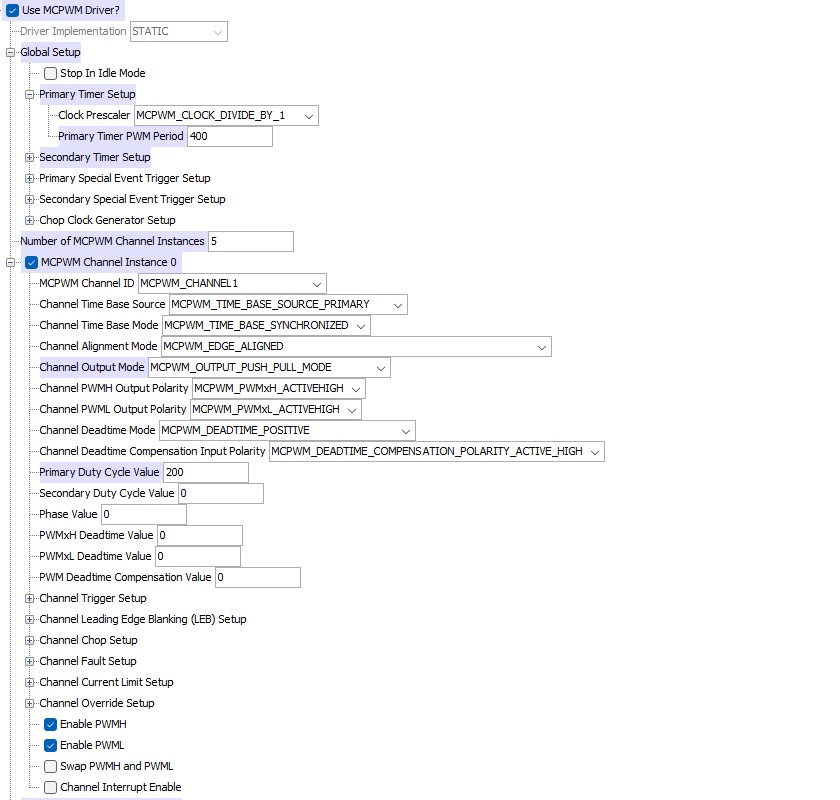 Use MCPWM Driver?
Driver Implementation STATIC
Global Setup
Stop In Idle Mode
Primary Timer Setup
Clock Prescaler MCPWM_CLOCK_DIVIDE_BY_1
Primary Timer PWM Period 400
Secondary Timer Setup
Primary Special Event Trigger Setup
Secondary Special Event Trigger Setup
Chop Clock Generator Setup
Number of MCPWM Channel Instances 5
MCPWM Channel Instance 0
MCPWM Channel ID MCPWM_CHANNEL1
Channel Time Base Source MCPWM_TIME_BASE_SOURCE_PRIMARY
Channel Time Base Mode MCPWM_TIME_BASE_SYNCHRONIZED
Channel Alignment Mode MCPWM_EDGE_ALIGNED
Channel Output Mode MCPWM_OUTPUT_PUSH_PULL_MODE
Channel PWMH Output Polarity MCPWM_PWMxH_ACTIVEHIGH
Channel PWML Output Polarity MCPWM_PWMxL_ACTIVEHIGH
Channel Deadtime Mode MCPWM_DEADTIME_POSITIVE
Channel Deadtime Compensation Input Polarity MCPWM_DEADTIME_COMPENSATION_POLARITY_ACTIVE_HIGH
Primary Duty Cycle Value 200
Secondary Duty Cycle Value 0
Phase Value 0
PWMxH Deadtime Value 0
PWMxL Deadtime Value 0
PWM Deadtime Compensation Value 0
Channel Trigger Setup
Channel Leading Edge Blanking (LEB) Setup
Channel Chop Setup
Channel Fault Setup
Channel Current Limit Setup
Channel Override Setup
Enable PWMH
Enable PWML
Swap PWMH and PWML
Channel Interrupt Enable